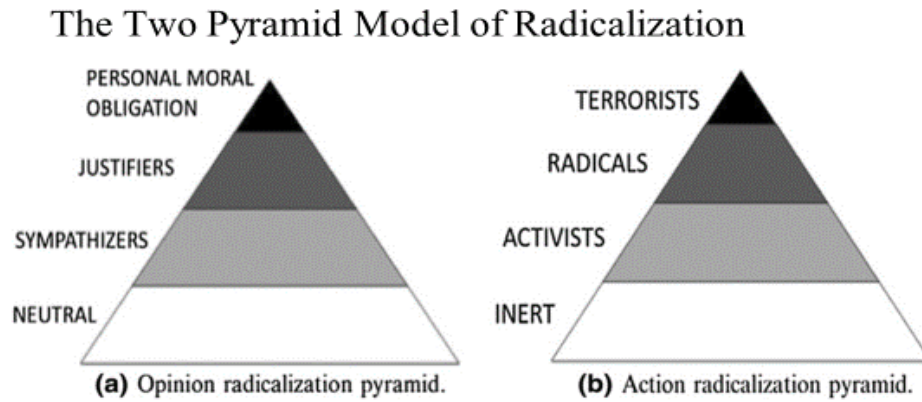 The Two Pyramid Model of Radicalization
PERSONAL MORAL
OBLIGATION
JUSTIFIERS
SYMPATHIZERS
NEUTRAL
(a) Opinion radicalization pyramid.
TERRORISTS
RADICALS
ACTIVISTS
INERT
(b) Action radicalization pyramid.